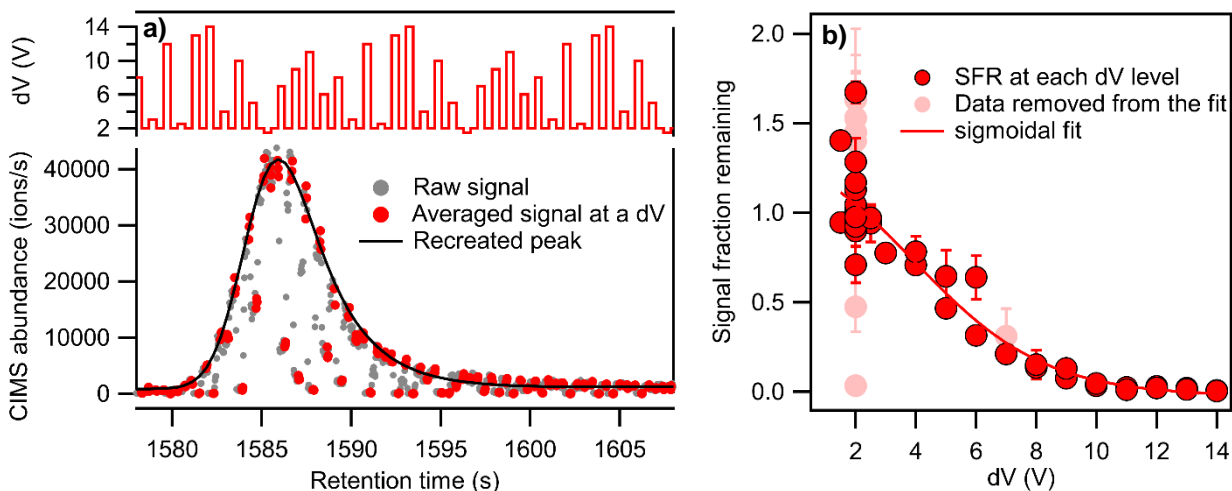 a)
dV (V)
14
10
6
2
CIMS abundance (ions/s)
40000
30000
20000
10000
0
Raw signal
Averaged signal at a dV
Recreated peak
1580 1585 1590 1595 1600 1605
Retention time (s)
b)
Signal fraction remaining
2.0
1.5
1.0
0.5
0.0
SFR at each dV level
Data removed from the fit
sigmoidal fit
2 4 6 8 10 12 14
dV (V)